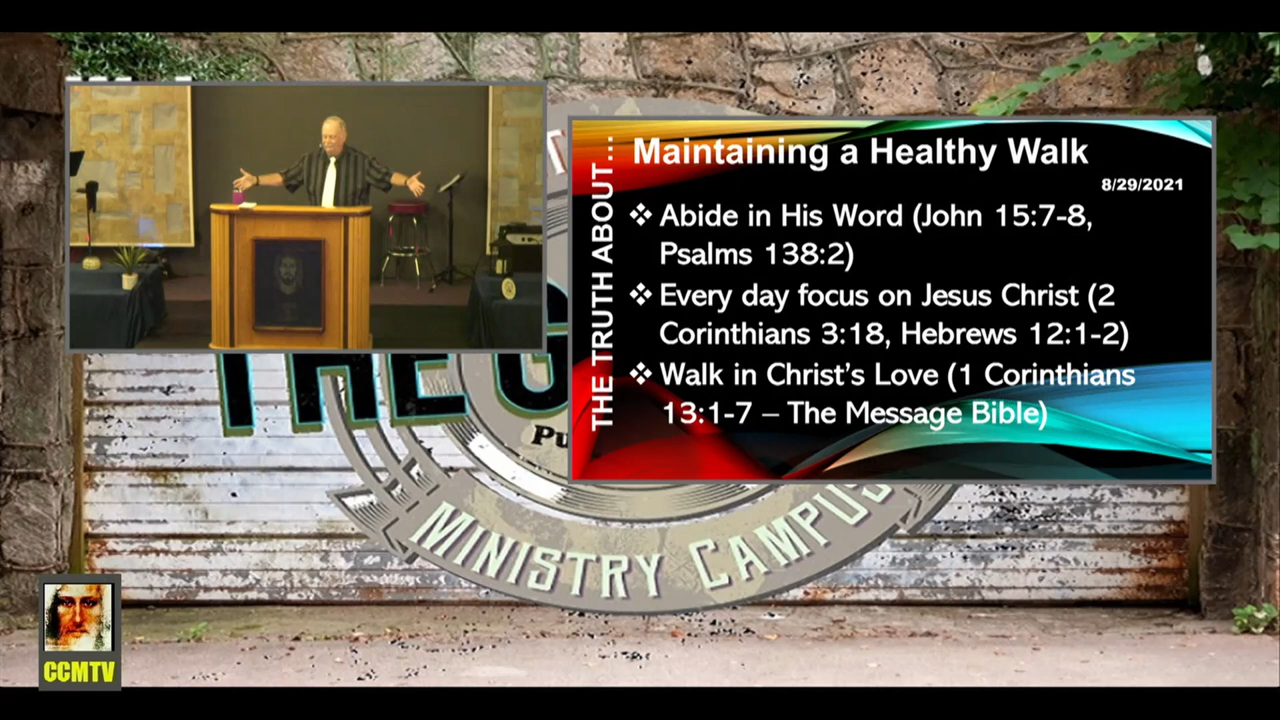 THE TRUTH ABOUT...
Maintaining a Healthy Walk
8/29/2021
❖ Abide in His Word (John 15:7-8,
Psalms 138:2)
❖ Every day focus on Jesus Christ (2
Corinthians 3:18, Hebrews 12:1-2)
❖ Walk in Christ's Love (1 Corinthians
13:1-7 – The Message Bible)
THE
MINISTRY CAMPUS
CCMTV